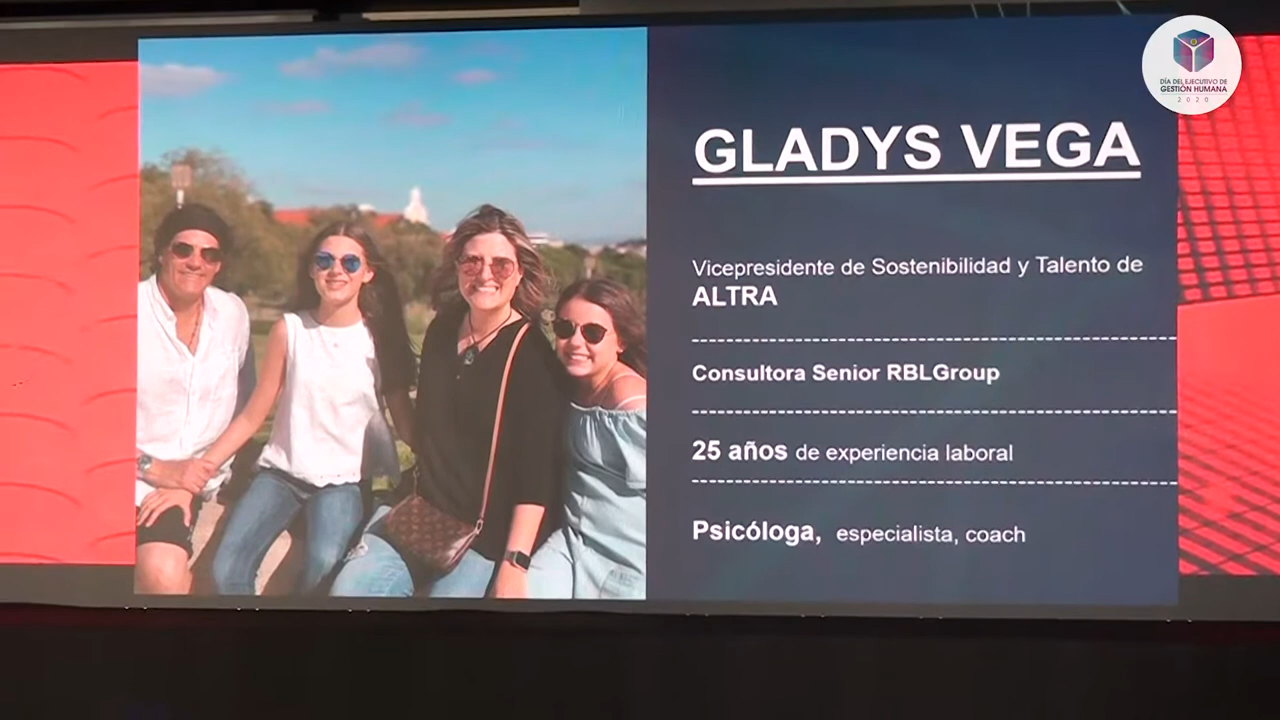 DÍA DEL EJECUTIVO DE
GESTIÓN HUMANA
2020
GLADYS VEGA
Vicepresidente de Sostenibilidad y Talento de
ALTRA
Consultora Senior RBLGroup
25 años de experiencia laboral
Psicóloga, especialista, coach